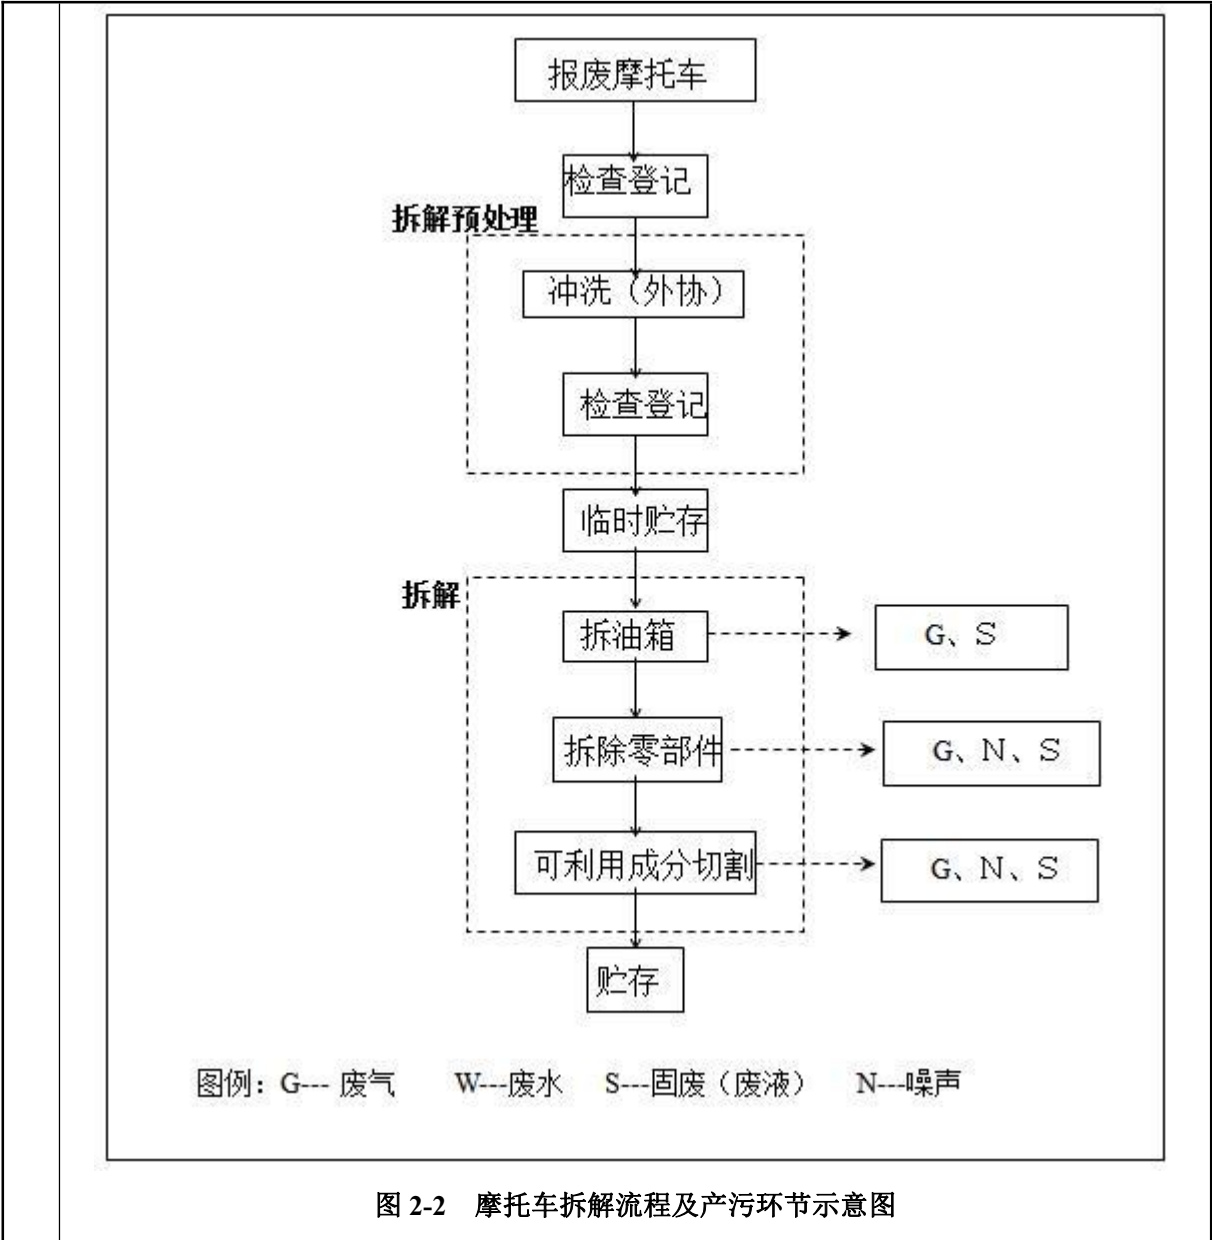 报废摩托车
检查登记
拆解预处理
冲洗（外协）
检查登记
临时贮存
拆解
拆油箱
G、S
拆除零部件
G、N、S
可利用成分切割
G、N、S
贮存
图例：G--- 废气 W---废水 S---固废（废液） N---噪声
图 2-2 摩托车拆解流程及产污环节示意图